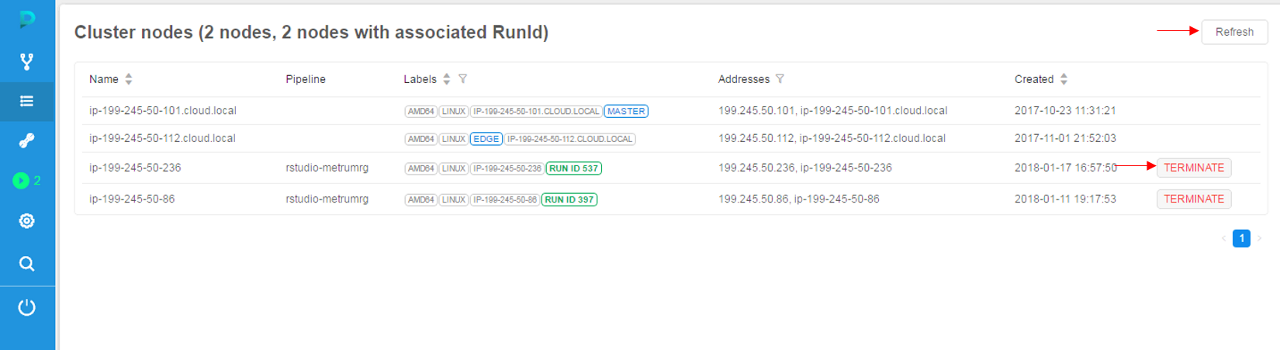 Cluster nodes (2 nodes, 2 nodes with associated RunId) Refresh
Name Pipeline Labels Addresses Created
ip-199-245-50-101.cloud.local AMD64 LINUX IP-199-245-50-101.CLOUD.LOCAL MASTER 199.245.50.101, ip-199-245-50-101.cloud.local 2017-10-23 11:31:21
ip-199-245-50-112.cloud.local AMD64 LINUX EDGE IP-199-245-50-112.CLOUD.LOCAL 199.245.50.112, ip-199-245-50-112.cloud.local 2017-11-01 21:52:03
ip-199-245-50-236 rstudio-metrumrg AMD64 LINUX IP-199-245-50-236 RUN ID 537 199.245.50.236, ip-199-245-50-236 2018-01-17 16:57:50 TERMINATE
2
ip-199-245-50-86 rstudio-metrumrg AMD64 LINUX IP-199-245-50-86 RUN ID 397 199.245.50.86, ip-199-245-50-86 2018-01-11 19:17:53 TERMINATE
< 1 >